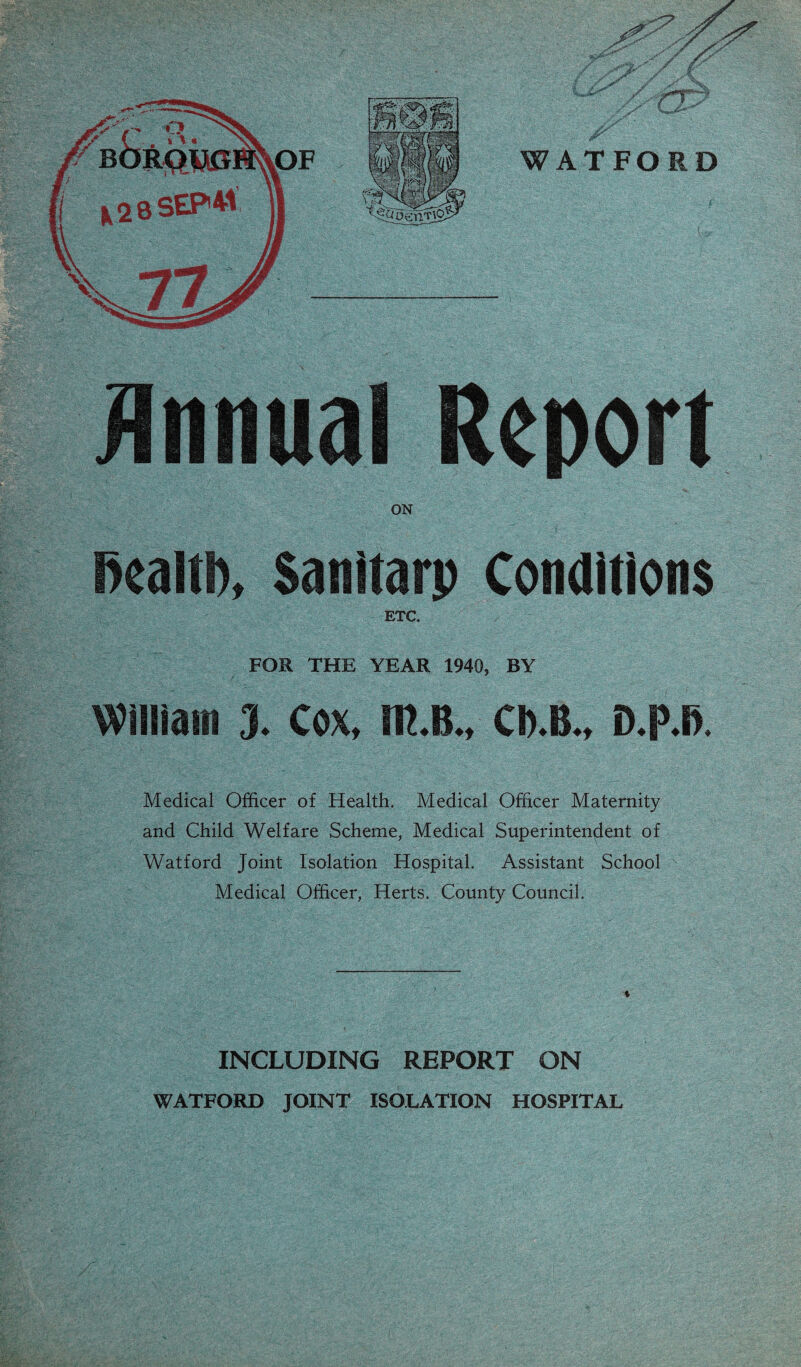 BOROUGH OF WATFORD
C. R.
28 SEP 41
77
AUDENTIOR
Annual Report
ON
Health, Sanitary Conditions
ETC.
FOR THE YEAR 1940, BY
William J. Cox, M.B., Ch.B., D.P.H.
Medical Officer of Health. Medical Officer Maternity
and Child Welfare Scheme, Medical Superintendent of
Watford Joint Isolation Hospital. Assistant School
Medical Officer, Herts. County Council.
INCLUDING REPORT ON
WATFORD JOINT ISOLATION HOSPITAL